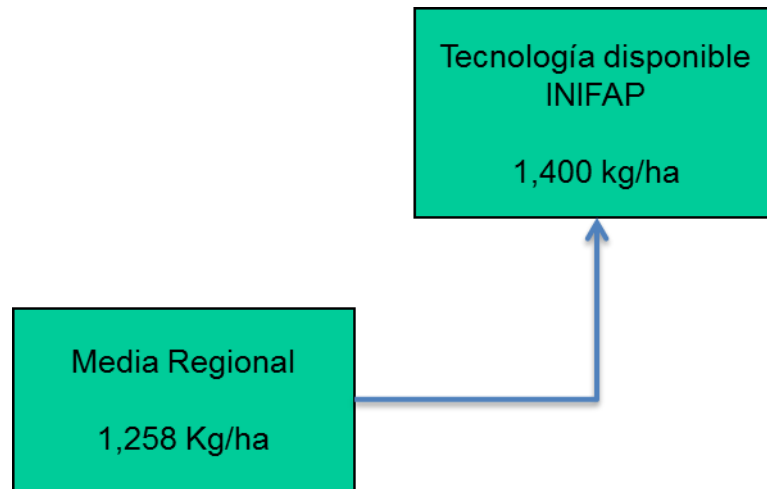 Tecnología disponible
INIFAP
1,400 kg/ha
Media Regional
1,258 Kg/ha